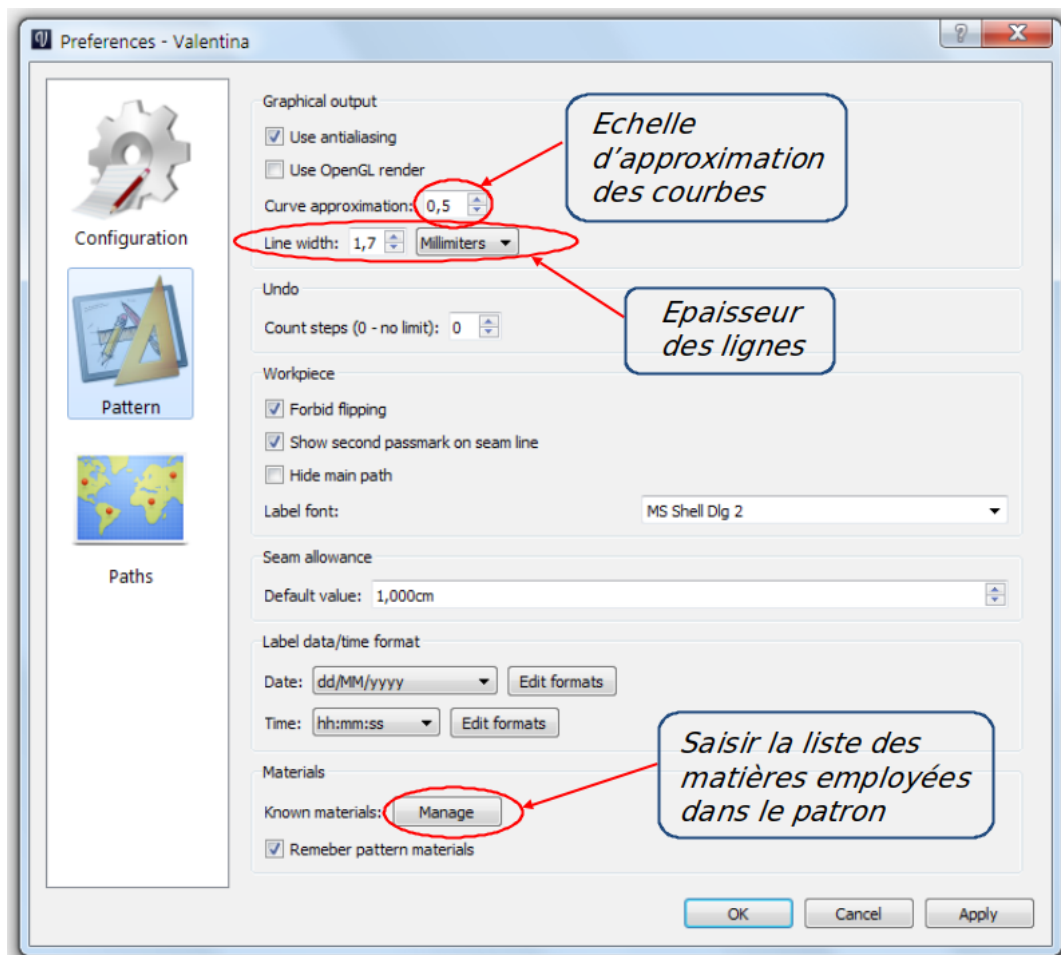 Preferences - Valentina
Graphical output
Use antialiasing
Use OpenGL render
Curve approximation: 0,5
Line width: 1,7 Millimiters
Echelle
d'approximation
des courbes
Configuration
Undo
Count steps (0 - no limit): 0
Epaisseur
des lignes
Workpiece
Forbid flipping
Show second passmark on seam line
Hide main path
Label font: MS Shell Dlg 2
Pattern
Seam allowance
Default value: 1,000cm
Paths
Label data/time format
Date: dd/MM/yyyy Edit formats
Time: hh:mm:ss Edit formats
Saisir la liste des
matières employées
dans le patron
Materials
Known materials: Manage
Remeber pattern materials
OK Cancel Apply